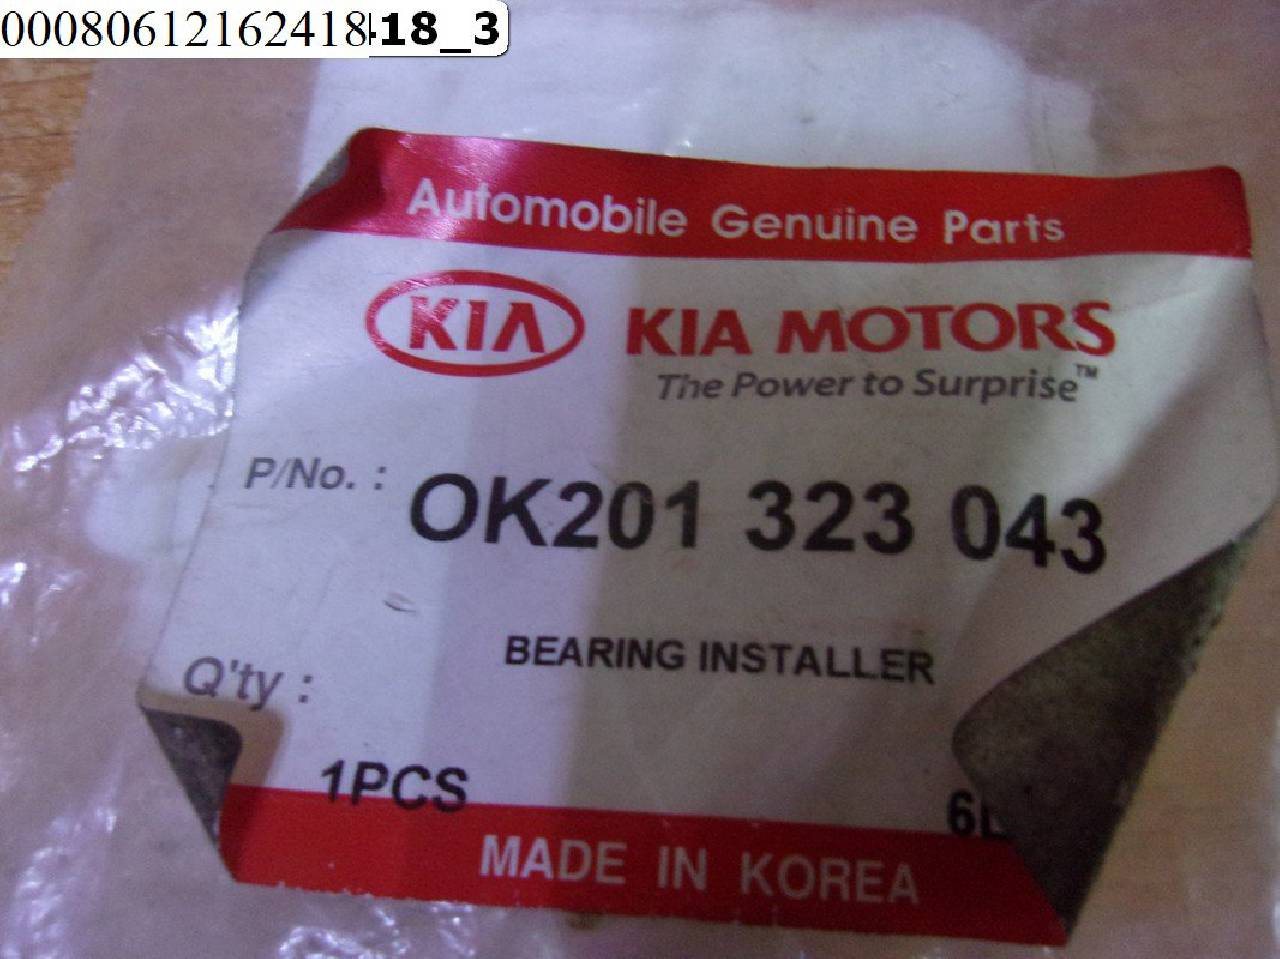 00080612162418
18_3
Automobile Genuine Parts
KIA KIA MOTORS
The Power to Surprise™
P/No. : OK201 323 043
BEARING INSTALLER
Q'ty :
1PCS
MADE IN KOREA